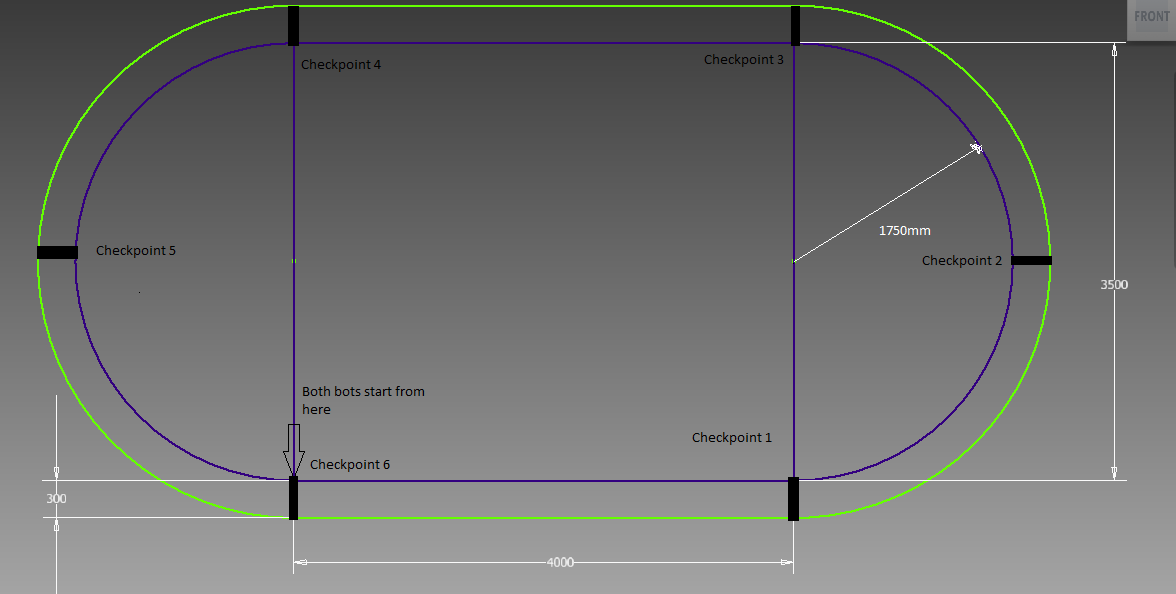 FRONT
Checkpoint 4
Checkpoint 3
1750mm
Checkpoint 5
Checkpoint 2
3500
Both bots start from
here
Checkpoint 1
Checkpoint 6
300
4000